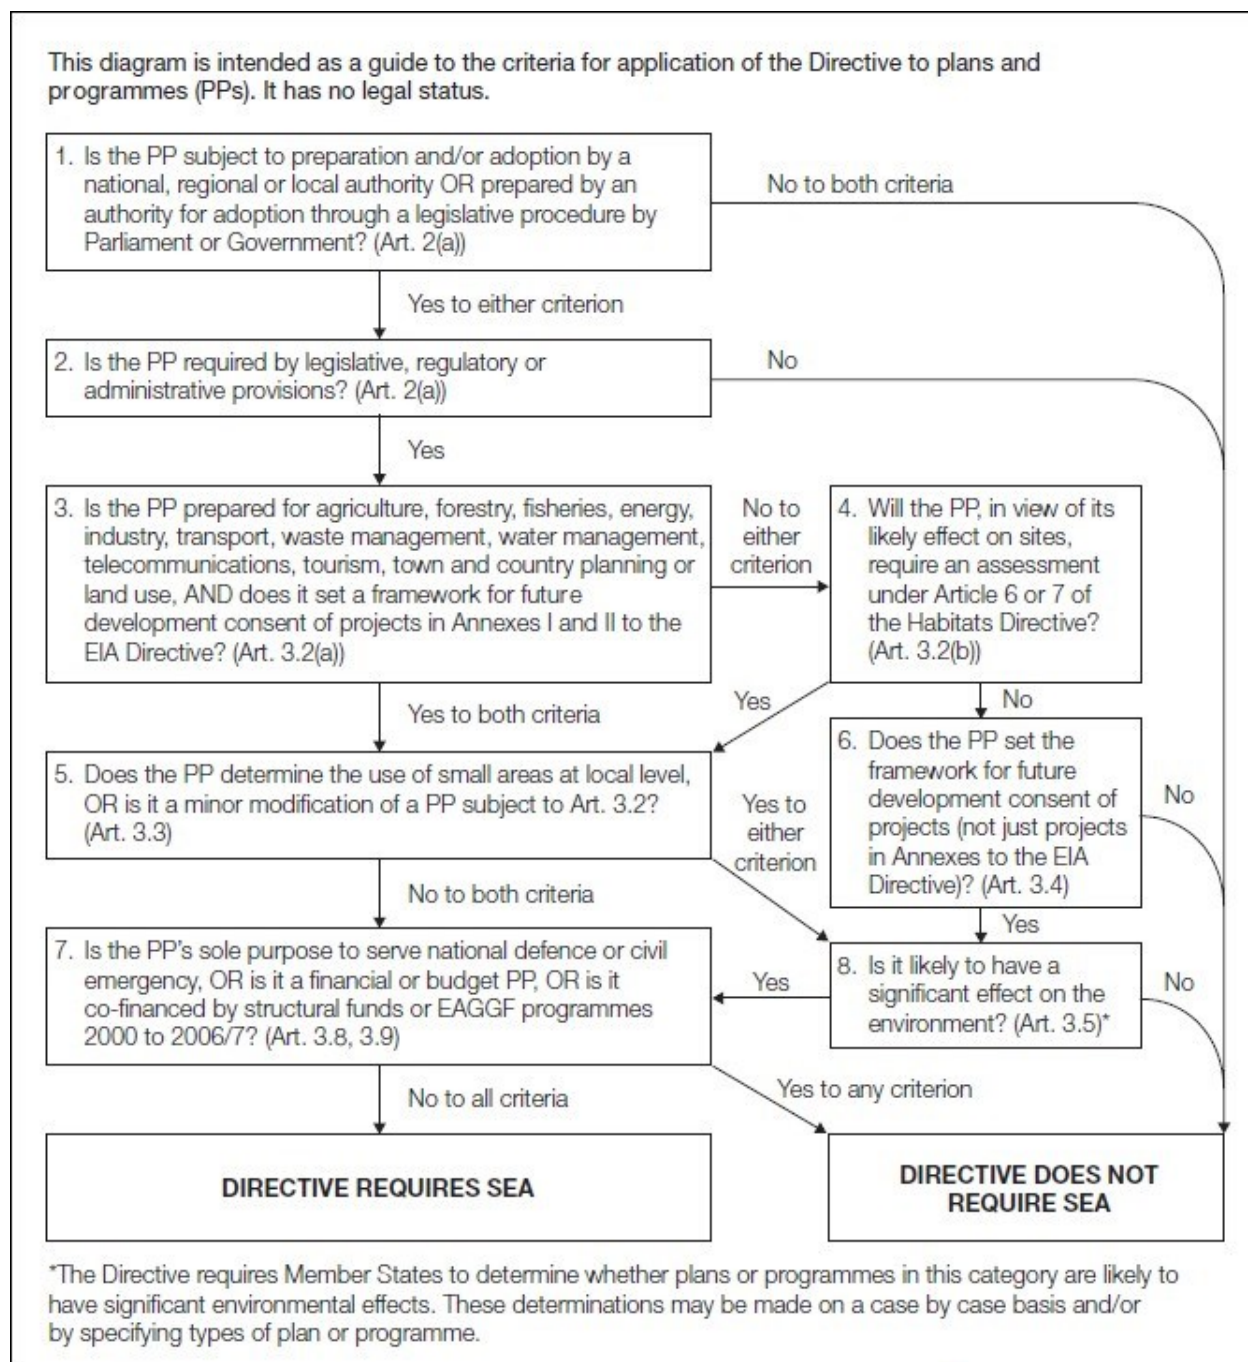 This diagram is intended as a guide to the criteria for application of the Directive to plans and
programmes (PPs). It has no legal status.
1. Is the PP subject to preparation and/or adoption by a
national, regional or local authority OR prepared by an
authority for adoption through a legislative procedure by
Parliament or Government? (Art. 2(a))
No to both criteria
Yes to either criterion
2. Is the PP required by legislative, regulatory or
administrative provisions? (Art. 2(a))
No
Yes
3. Is the PP prepared for agriculture, forestry, fisheries, energy,
industry, transport, waste management, water management,
telecommunications, tourism, town and country planning or
land use, AND does it set a framework for future
development consent of projects in Annexes I and II to the
EIA Directive? (Art. 3.2(a))
No to
either
criterion
4. Will the PP, in view of its
likely effect on sites,
require an assessment
under Article 6 or 7 of
the Habitats Directive?
(Art. 3.2(b))
Yes to both criteria
Yes
No
5. Does the PP determine the use of small areas at local level,
OR is it a minor modification of a PP subject to Art. 3.2?
(Art. 3.3)
Yes to
either
criterion
6. Does the PP set the
framework for future
development consent of
projects (not just projects
in Annexes to the EIA
Directive)? (Art. 3.4)
No
No to both criteria
Yes
7. Is the PP's sole purpose to serve national defence or civil
emergency, OR is it a financial or budget PP, OR is it
co-financed by structural funds or EAGGF programmes
2000 to 2006/7? (Art. 3.8, 3.9)
Yes
8. Is it likely to have a
significant effect on the
environment? (Art. 3.5)*
No
No to all criteria
Yes to any criterion
DIRECTIVE REQUIRES SEA
DIRECTIVE DOES NOT
REQUIRE SEA
*The Directive requires Member States to determine whether plans or programmes in this category are likely to
have significant environmental effects. These determinations may be made on a case by case basis and/or
by specifying types of plan or programme.